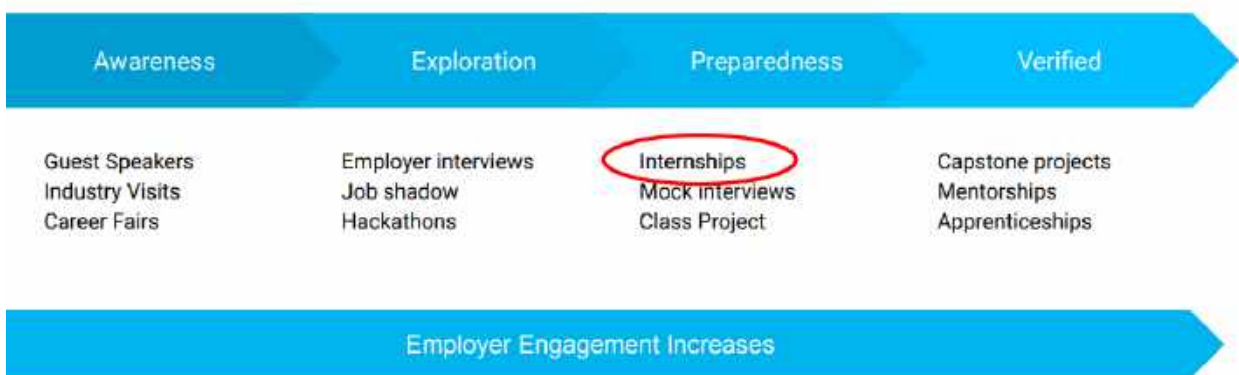 Awareness
Exploration
Preparedness
Verified
Guest Speakers
Industry Visits
Career Fairs
Employer interviews
Job shadow
Hackathons
Internships
Mock interviews
Class Project
Capstone projects
Mentorships
Apprenticeships
Employer Engagement Increases